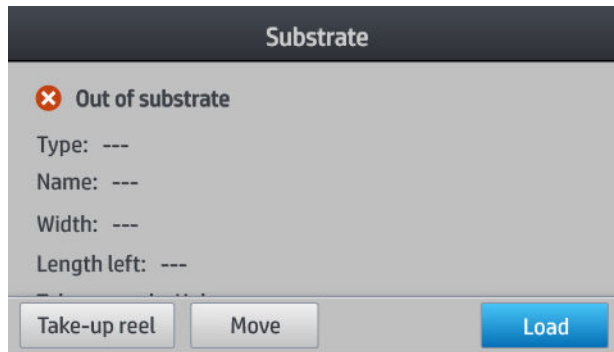 Substrate
Out of substrate
Type: ---
Name: ---
Width: ---
Length left: ---
Take-up reel
Move
Load